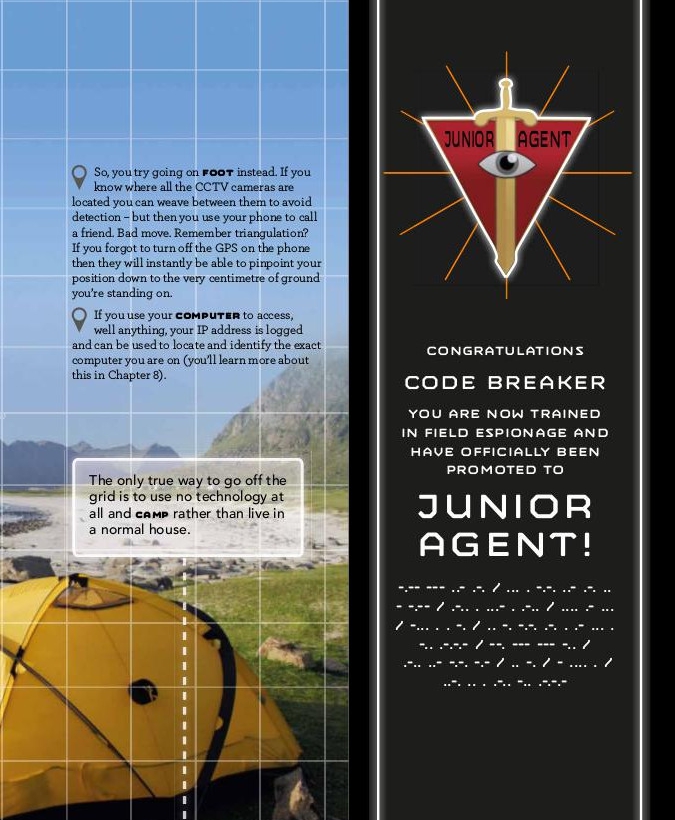 So, you try going on FOOT instead. If you
know where all the CCTV cameras are
located you can weave between them to avoid
detection – but then you use your phone to call
a friend. Bad move. Remember triangulation?
If you forgot to turn off the GPS on the phone
then they will instantly be able to pinpoint your
position down to the very centimetre of ground
you're standing on.
If you use your COMPUTER to access,
well anything, your IP address is logged
and can be used to locate and identify the exact
computer you are on (you'll learn more about
this in Chapter 8).
The only true way to go off the
grid is to use no technology at
all and CAMP rather than live in
a normal house.
JUNIOR AGENT
CONGRATULATIONS
CODE BREAKER
YOU ARE NOW TRAINED
IN FIELD ESPIONAGE AND
HAVE OFFICIALLY BEEN
PROMOTED TO
JUNIOR
AGENT!